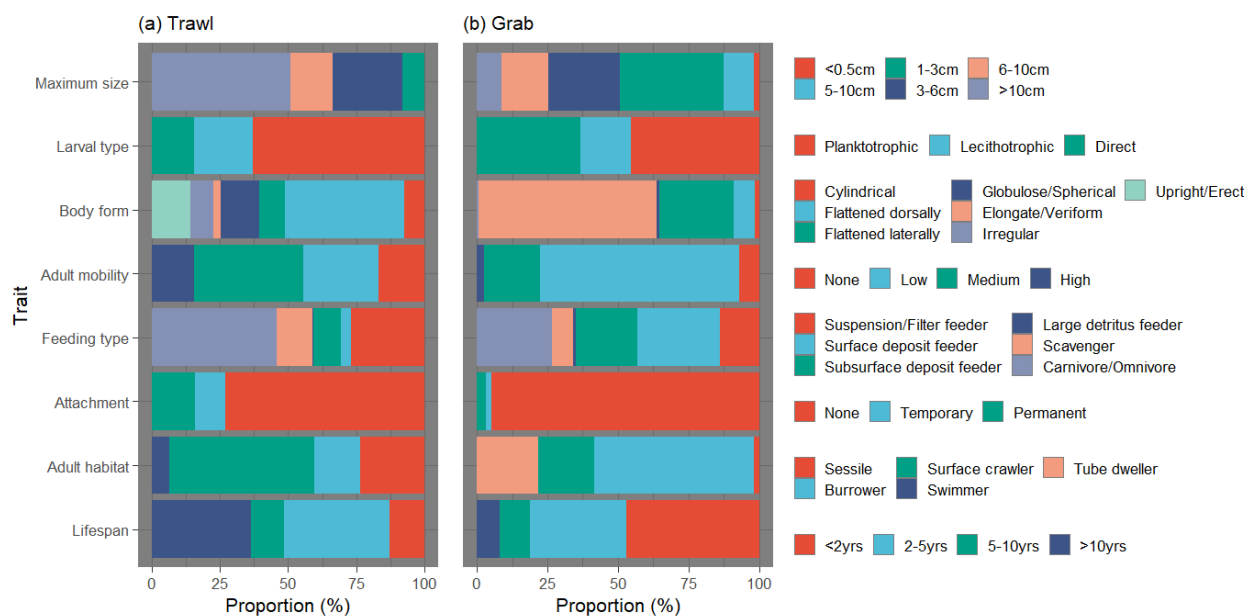 (a) Trawl
(b) Grab
Trait
Maximum size
Larval type
Body form
Adult mobility
Feeding type
Attachment
Adult habitat
Lifespan
0 25 50 75 100
0 25 50 75 100
Proportion (%)
Proportion (%)
<0.5cm 1-3cm 6-10cm
5-10cm 3-6cm >10cm
Planktotrophic Lecithotrophic Direct
Cylindrical Globulose/Spherical Upright/Erect
Flattened dorsally Elongate/Veriform
Flattened laterally Irregular
None Low Medium High
Suspension/Filter feeder Large detritus feeder
Surface deposit feeder Scavenger
Subsurface deposit feeder Carnivore/Omnivore
None Temporary Permanent
Sessile Surface crawler Tube dweller
Burrower Swimmer
<2yrs 2-5yrs 5-10yrs >10yrs